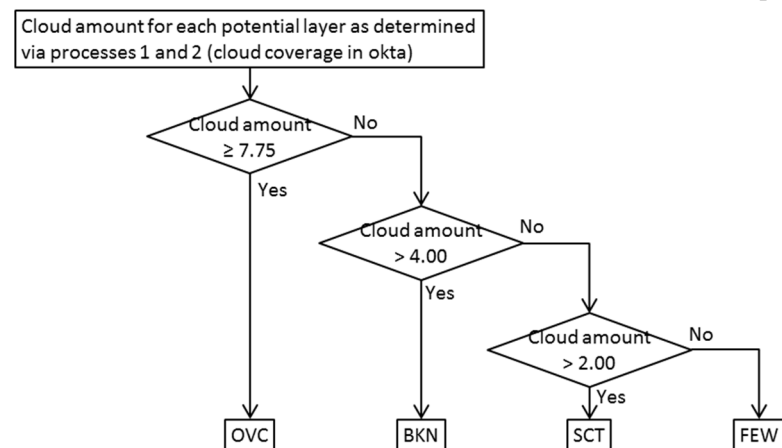 Cloud amount for each potential layer as determined
via processes 1 and 2 (cloud coverage in okta)
Cloud amount
≥ 7.75
No
Yes
Cloud amount
> 4.00
No
Yes
Cloud amount
> 2.00
No
Yes
OVC
BKN
SCT
FEW